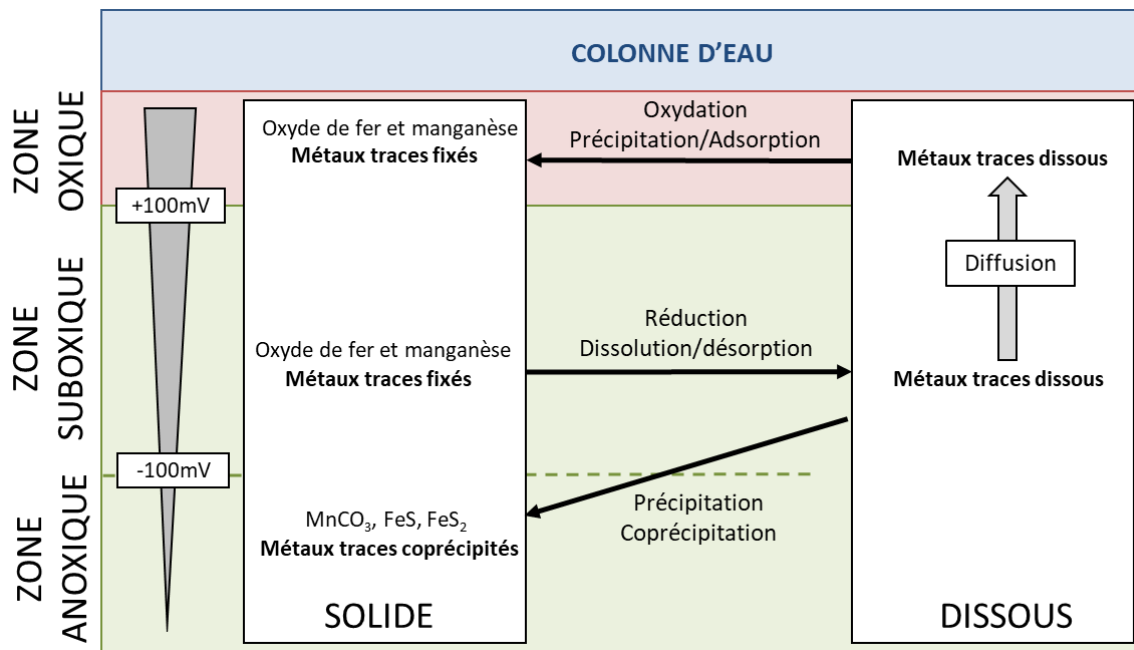 COLONNE D'EAU
ZONE
OXIQUE
+100mV
Oxyde de fer et manganèse
Métaux traces fixés
Oxydation
Précipitation/Adsorption
Métaux traces dissous
Diffusion
ZONE
SUBOXIQUE
Oxyde de fer et manganèse
Métaux traces fixés
Réduction
Dissolution/désorption
Métaux traces dissous
-100mV
ZONE
ANOXIQUE
MnCO₃, FeS, FeS₂
Métaux traces coprécipités
Précipitation
Coprécipitation
SOLIDE
DISSOUS